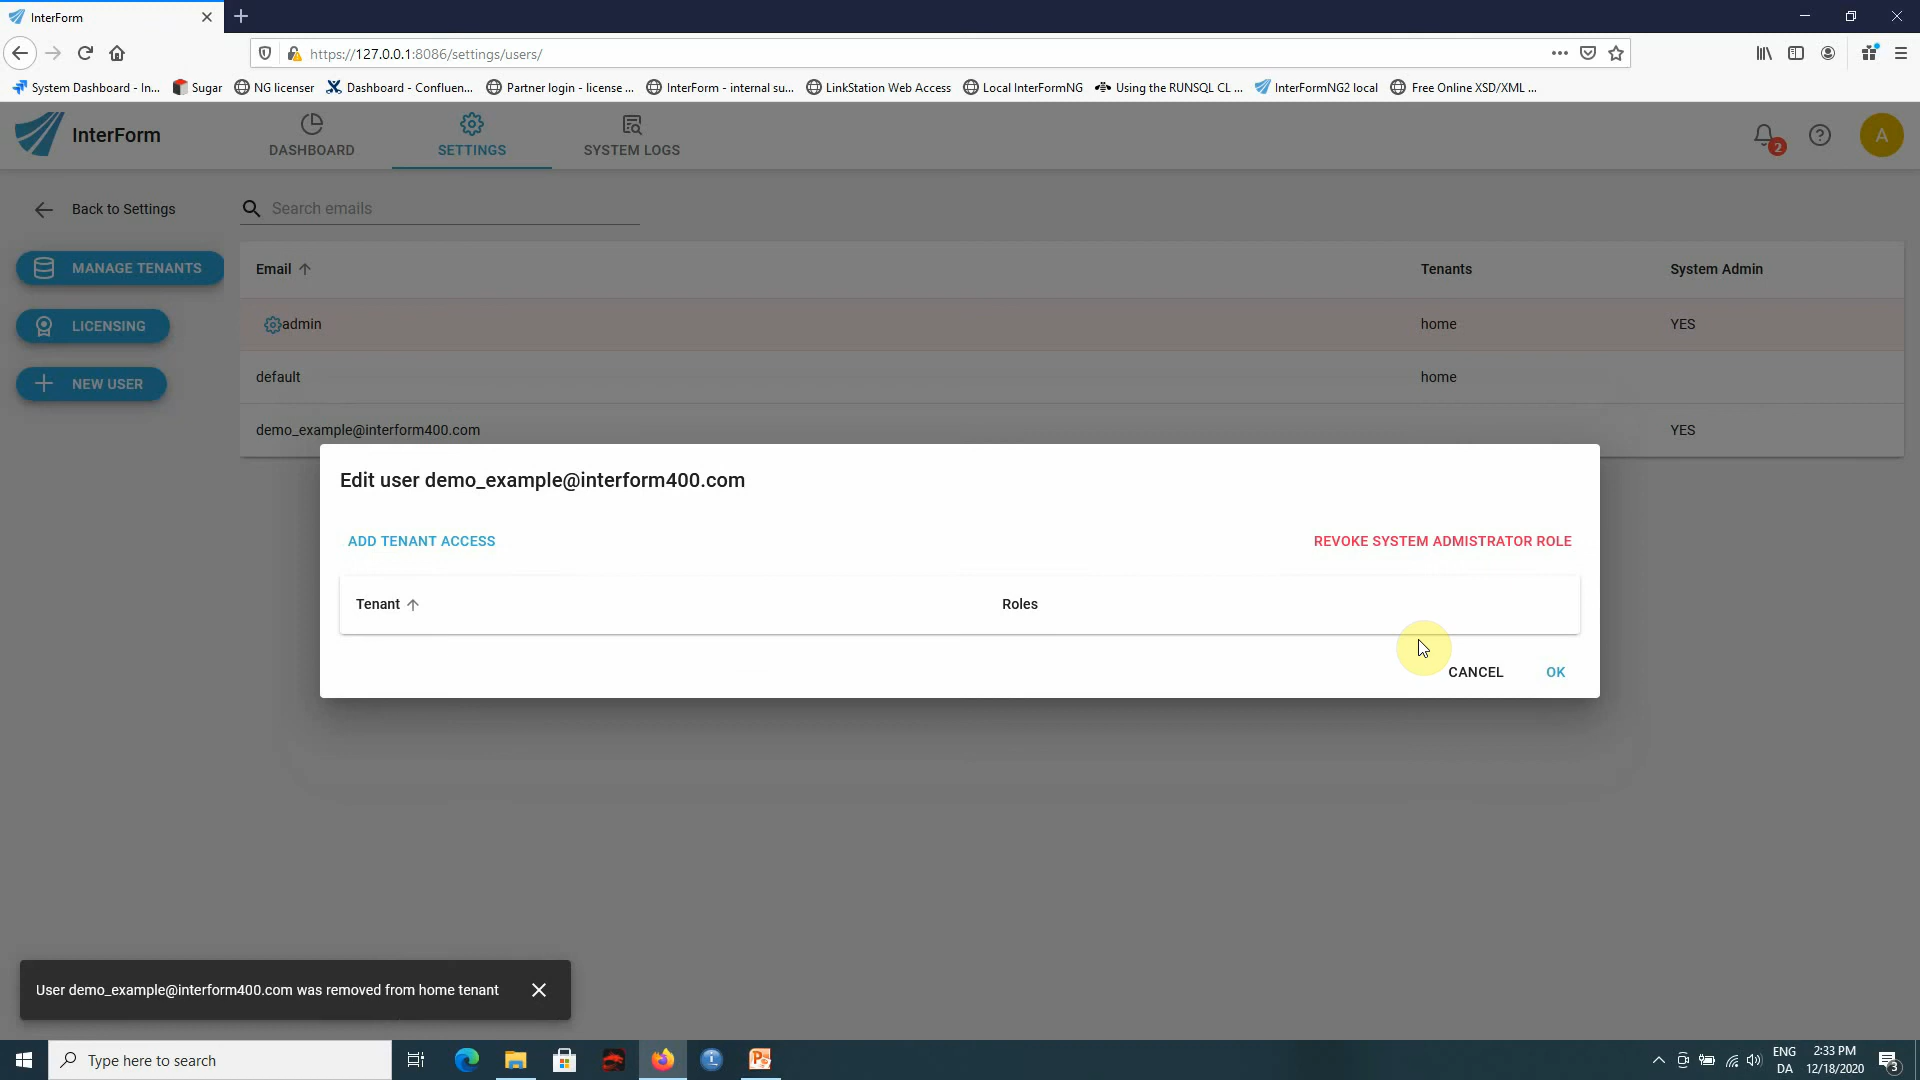 InterForm
https://127.0.0.1:8086/settings/users/
System Dashboard - In...
Sugar
NG licenser
Dashboard - Confluen...
Partner login - license ...
InterForm - internal su...
LinkStation Web Access
Local InterFormNG
Using the RUNSQL CL ...
InterFormNG2 local
Free Online XSD/XML ...
InterForm
DASHBOARD
SETTINGS
SYSTEM LOGS
2
A
Back to Settings
Search emails
MANAGE TENANTS
LICENSING
NEW USER
Email
Tenants
System Admin
admin
home
YES
default
home
demo_example@interform400.com
YES
Edit user demo_example@interform400.com
ADD TENANT ACCESS
REVOKE SYSTEM ADMISTRATOR ROLE
Tenant
Roles
CANCEL
OK
User demo_example@interform400.com was removed from home tenant
Type here to search
ENG
DA
2:33 PM
12/18/2020
3